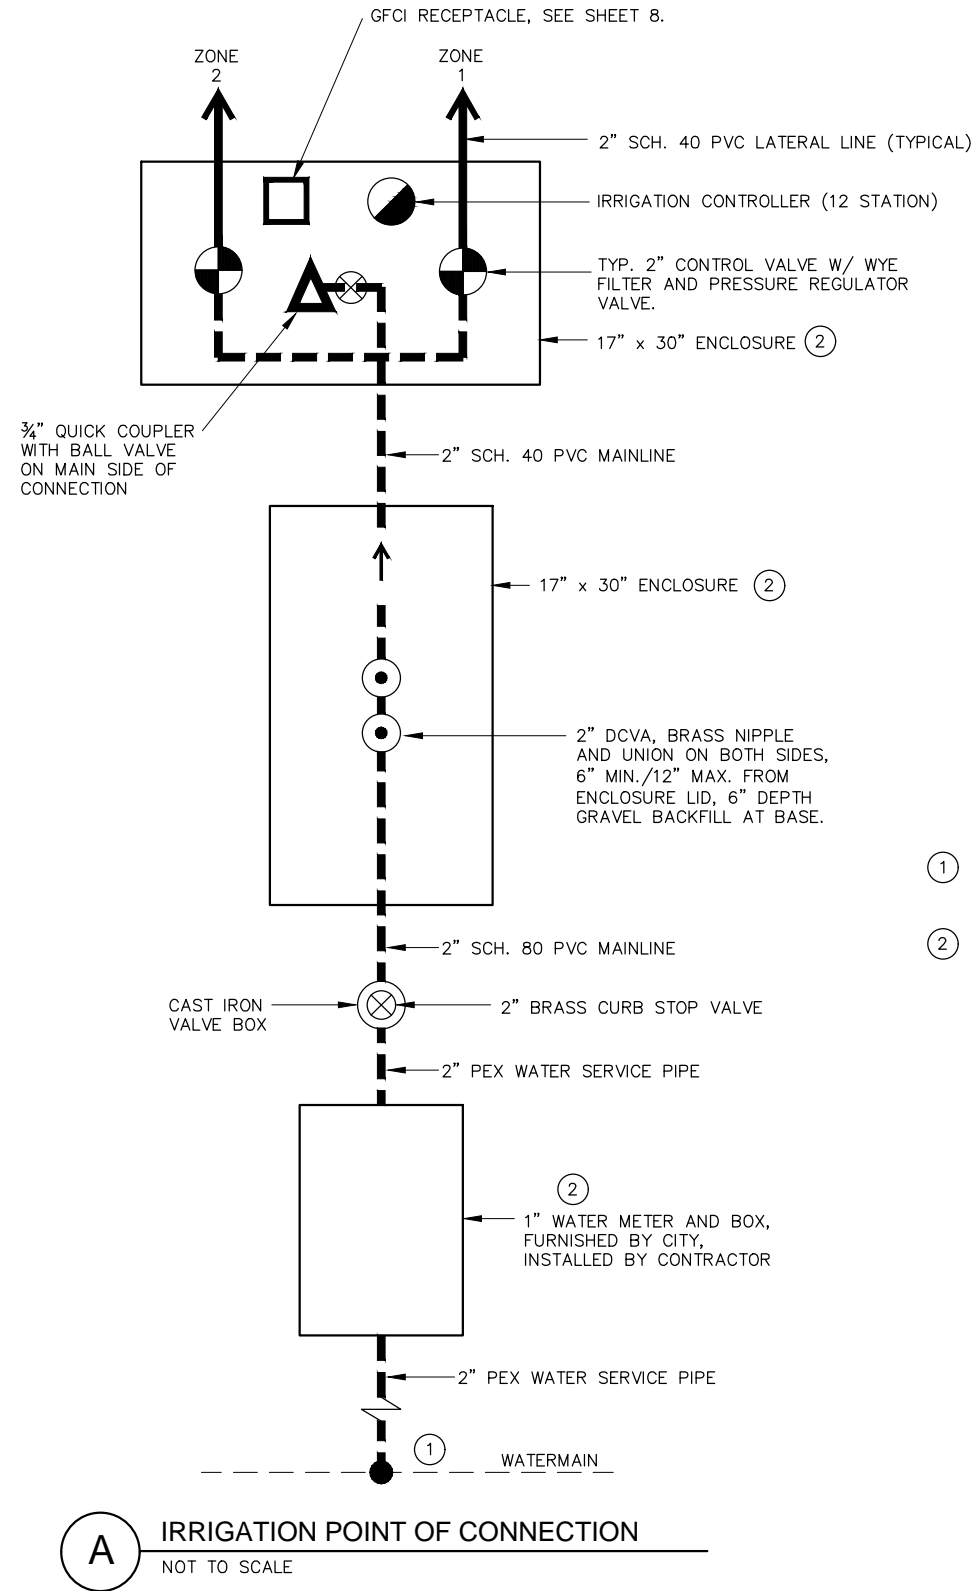 GFCI RECEPTACLE, SEE SHEET 8.
ZONE
2
ZONE
1
2" SCH. 40 PVC LATERAL LINE (TYPICAL)
IRRIGATION CONTROLLER (12 STATION)
TYP. 2" CONTROL VALVE W/ WYE
FILTER AND PRESSURE REGULATOR
VALVE.
17" x 30" ENCLOSURE 2
¾" QUICK COUPLER
WITH BALL VALVE
ON MAIN SIDE OF
CONNECTION
2" SCH. 40 PVC MAINLINE
17" x 30" ENCLOSURE 2
2" DCVA, BRASS NIPPLE
AND UNION ON BOTH SIDES,
6" MIN./12" MAX. FROM
ENCLOSURE LID, 6" DEPTH
GRAVEL BACKFILL AT BASE.
1
2
2" SCH. 80 PVC MAINLINE
CAST IRON
VALVE BOX
2" BRASS CURB STOP VALVE
2" PEX WATER SERVICE PIPE
2
1" WATER METER AND BOX,
FURNISHED BY CITY,
INSTALLED BY CONTRACTOR
2" PEX WATER SERVICE PIPE
1
WATERMAIN
A
IRRIGATION POINT OF CONNECTION
NOT TO SCALE